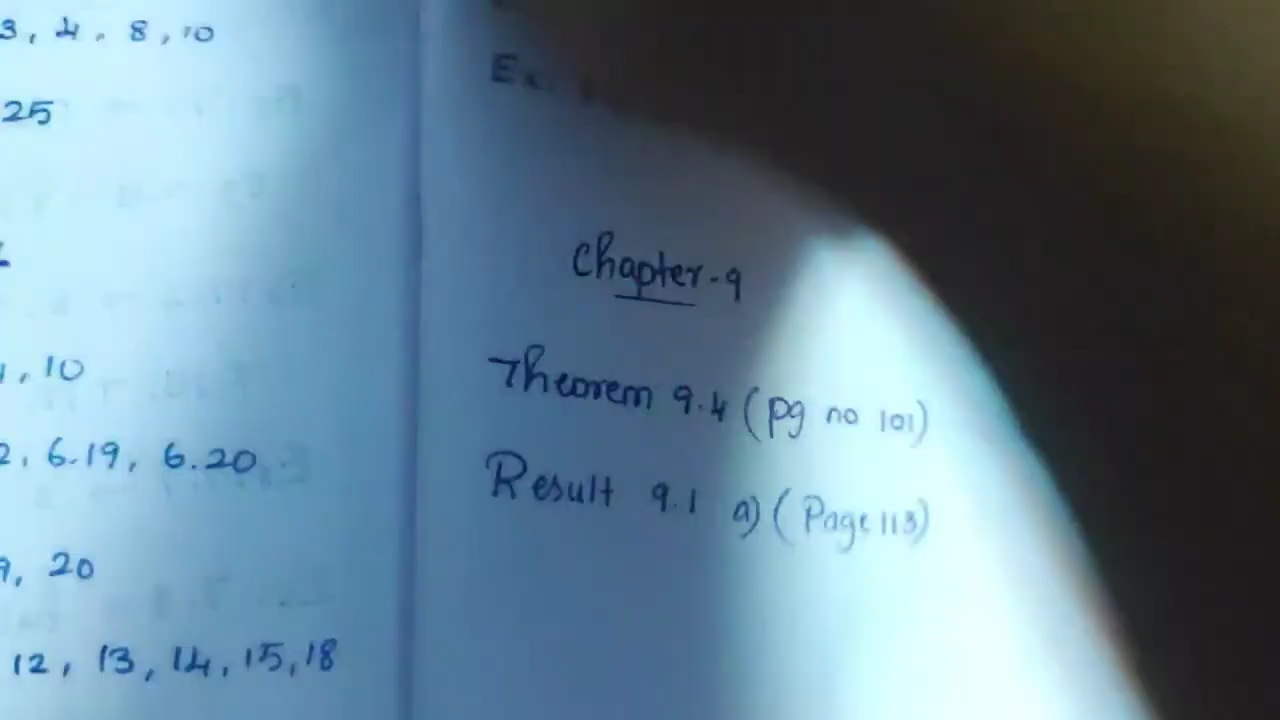 3, 4, 8, 10
25
, 10
2, 6.19, 6.20
9, 20
12, 13, 14, 15, 18
Ex.
Chapter-9
Theorem 9.4 (pg no 101)
Result 9.1 a) (Page 113)